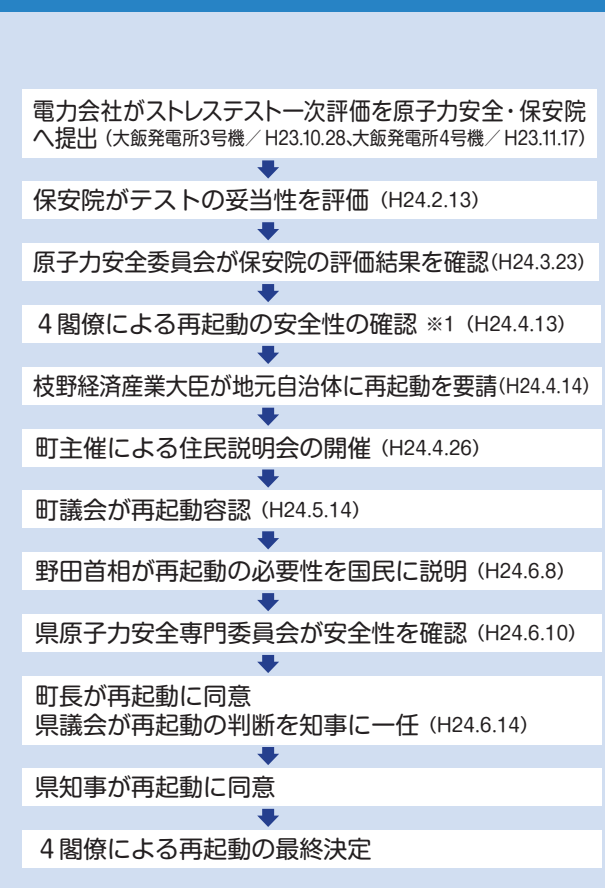 電力会社がストレステスト一次評価を原子力安全・保安院
へ提出（大飯発電所3号機／H23.10.28、大飯発電所4号機／H23.11.17）
保安院がテストの妥当性を評価（H24.2.13）
原子力安全委員会が保安院の評価結果を確認（H24.3.23）
４閣僚による再起動の安全性の確認 ※1（H24.4.13）
枝野経済産業大臣が地元自治体に再起動を要請（H24.4.14）
町主催による住民説明会の開催（H24.4.26）
町議会が再起動容認（H24.5.14）
野田首相が再起動の必要性を国民に説明（H24.6.8）
県原子力安全専門委員会が安全性を確認（H24.6.10）
町長が再起動に同意
県議会が再起動の判断を知事に一任（H24.6.14）
県知事が再起動に同意
４閣僚による再起動の最終決定